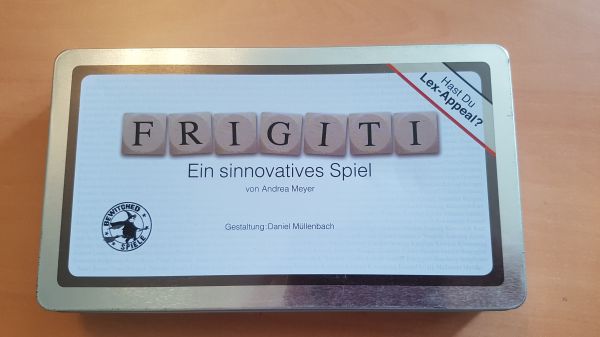 Hast Du
Lex-Appeal?
FRIGITI
Ein sinnovatives Spiel
von Andrea Meyer
BEWITCHED
SPIELE
Gestaltung: Daniel Müllenbach